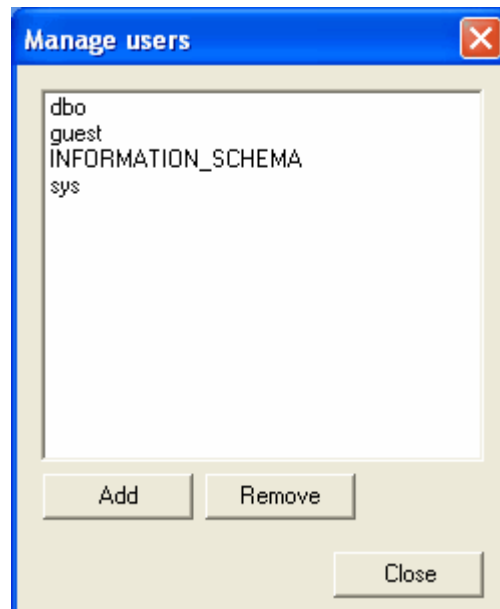 Manage users
dbo
guest
INFORMATION_SCHEMA
sys
Add Remove
Close